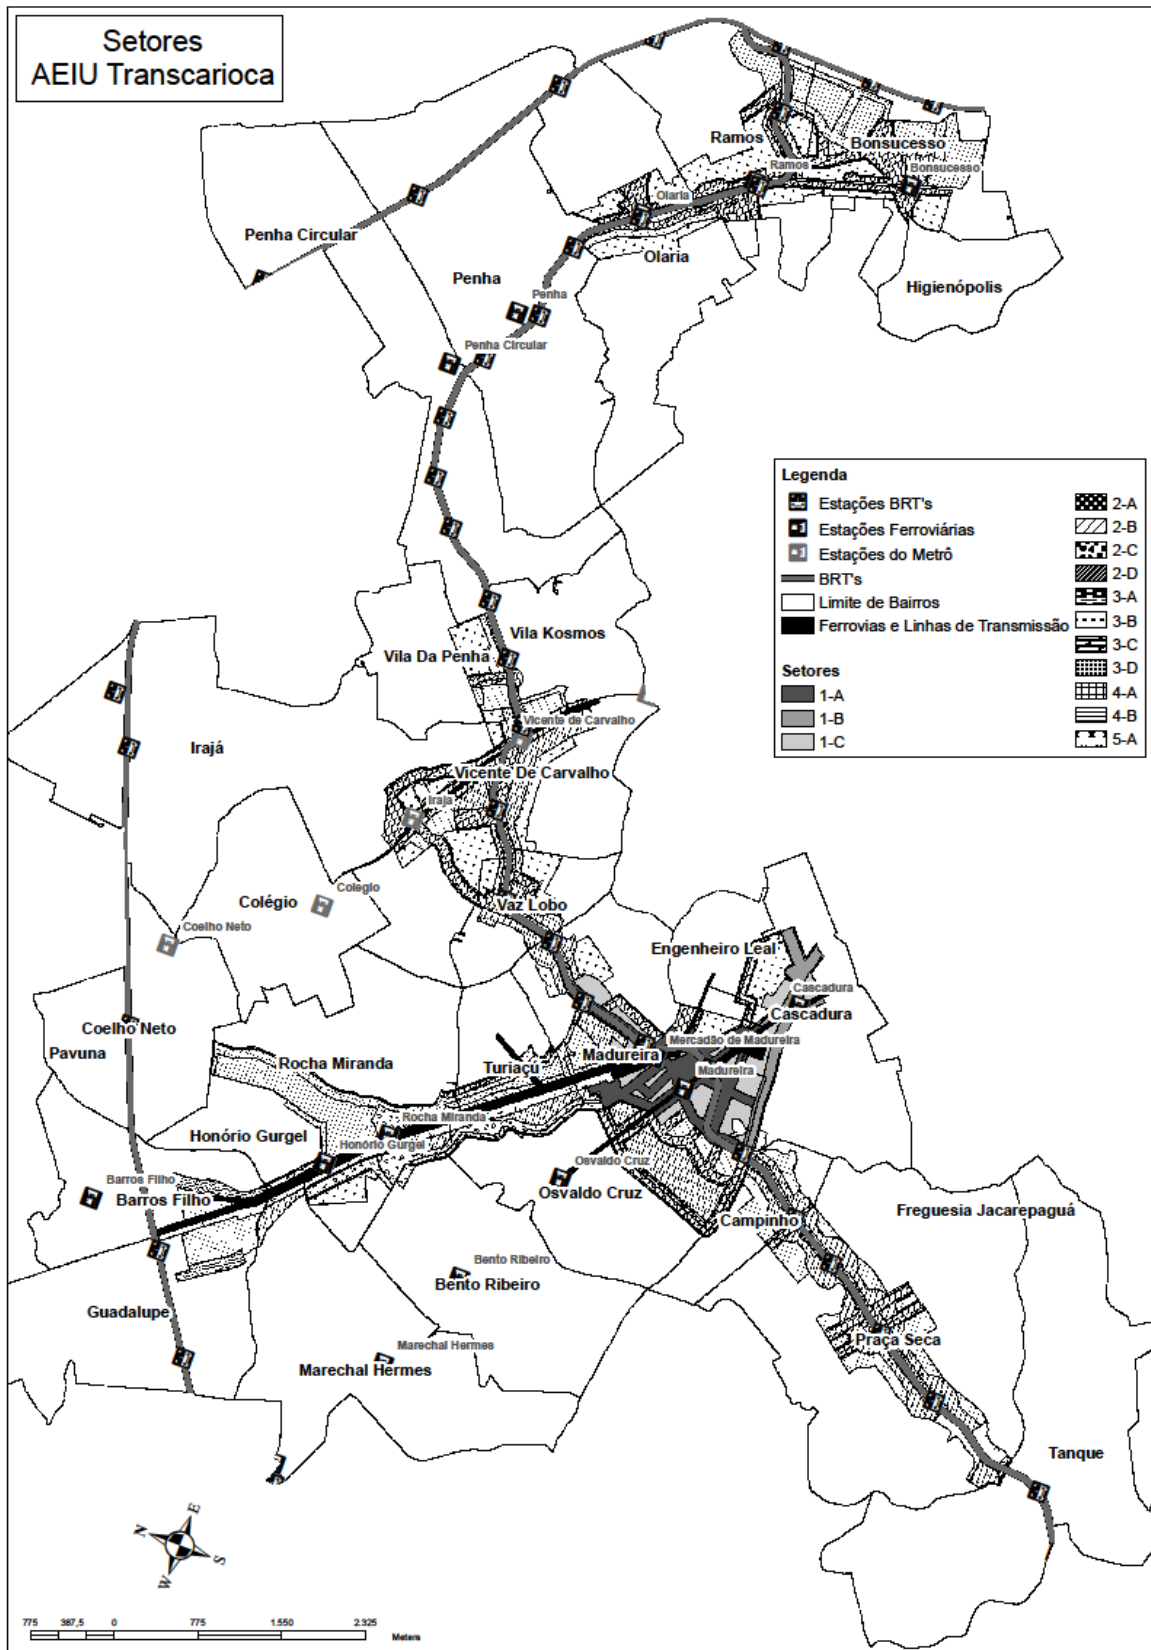 Setores
AEIU Transcarioca
Ramos
Bonsucesso
Ramos
Bonsucesso
Olaria
Penha Circular
Olaria
Penha
Higienópolis
Penha
Penha Circular
Legenda
Estações BRT's
Estações Ferroviárias
Estações do Metrô
BRT's
Limite de Bairros
Ferrovias e Linhas de Transmissão
Setores
1-A
1-B
1-C
2-A
2-B
2-C
2-D
3-A
3-B
3-C
3-D
4-A
4-B
5-A
Vila Kosmos
Vila Da Penha
Vicente de Carvalho
Irajá
Vicente De Carvalho
Iraja
Colegio
Colégio
Vaz Lobo
Coelho Neto
Engenheiro Leal
Cascadura
Cascadura
Coelho Neto
Pavuna
Mercadão de Madureira
Madureira
Rocha Miranda
Turiaçú
Madureira
Rocha Miranda
Honório Gurgel
Honório Gurgel
Osvaldo Cruz
Barros Filho
Osvaldo Cruz
Barros Filho
Campinho
Freguesia Jacarepaguá
Bento Ribeiro
Bento Ribeiro
Guadalupe
Praça Seca
Marechal Hermes
Marechal Hermes
Tanque
N
E
S
W
775 387,5 0 775 1.550 2.325
Meters